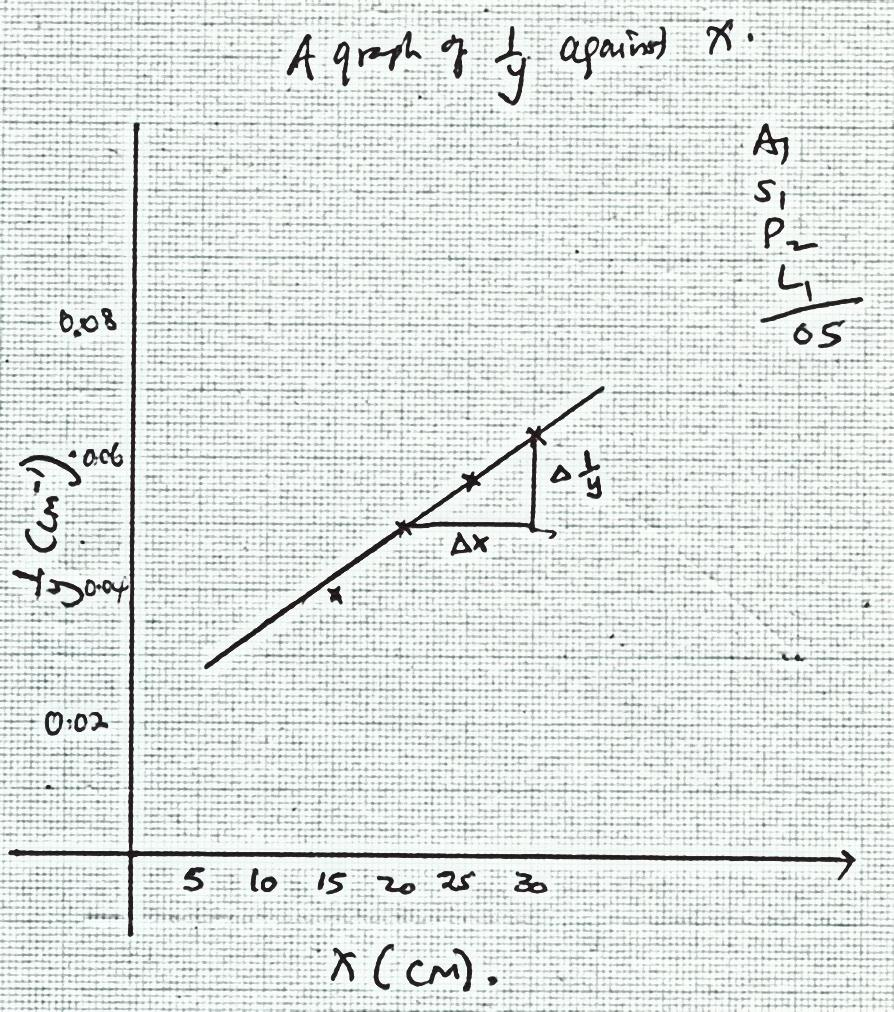 A graph of 1/y against x.
A1
S1
P2
L1
05
0.08
0.06
0.04
0.02
1/y (cm⁻¹)
Δ 1/y
Δx
5 10 15 20 25 30
X (cm).